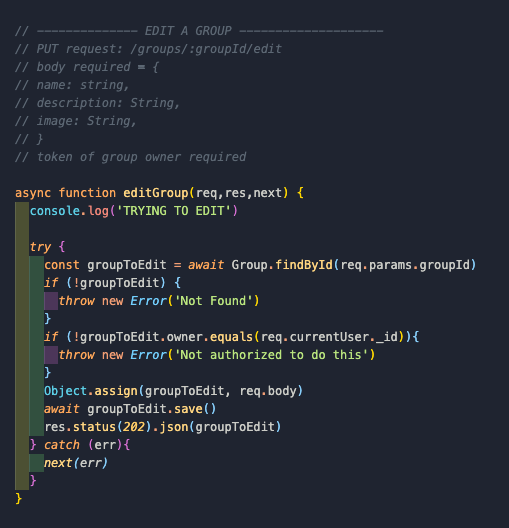 // -------------- EDIT A GROUP --------------------
// PUT request: /groups/:groupId/edit
// body required = {
// name: string,
// description: String,
// image: String,
// }
// token of group owner required
async function editGroup(req,res,next) {
console.log('TRYING TO EDIT')
try {
const groupToEdit = await Group.findById(req.params.groupId)
if (!groupToEdit) {
throw new Error('Not Found')
}
if (!groupToEdit.owner.equals(req.currentUser._id)){
throw new Error('Not authorized to do this')
}
Object.assign(groupToEdit, req.body)
await groupToEdit.save()
res.status(202).json(groupToEdit)
} catch (err){
next(err)
}
}